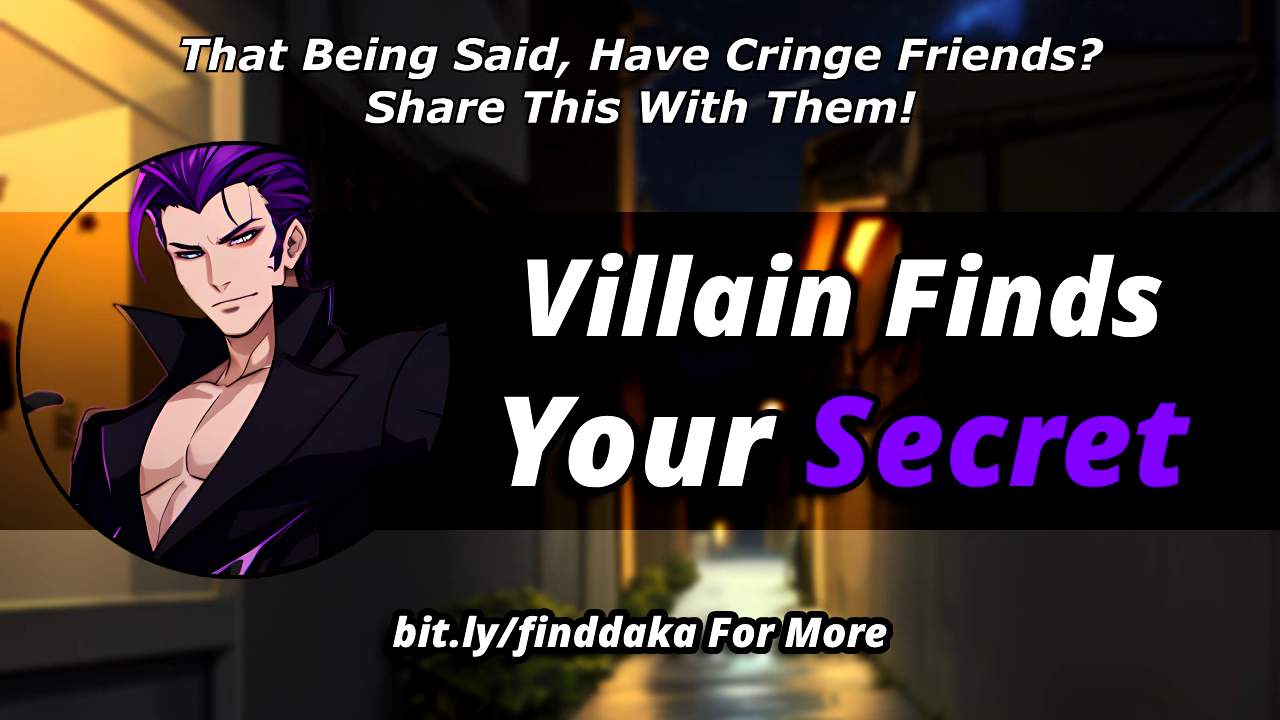 That Being Said, Have Cringe Friends?
Share This With Them!
Villain Finds
Your Secret
bit.ly/finddaka For More